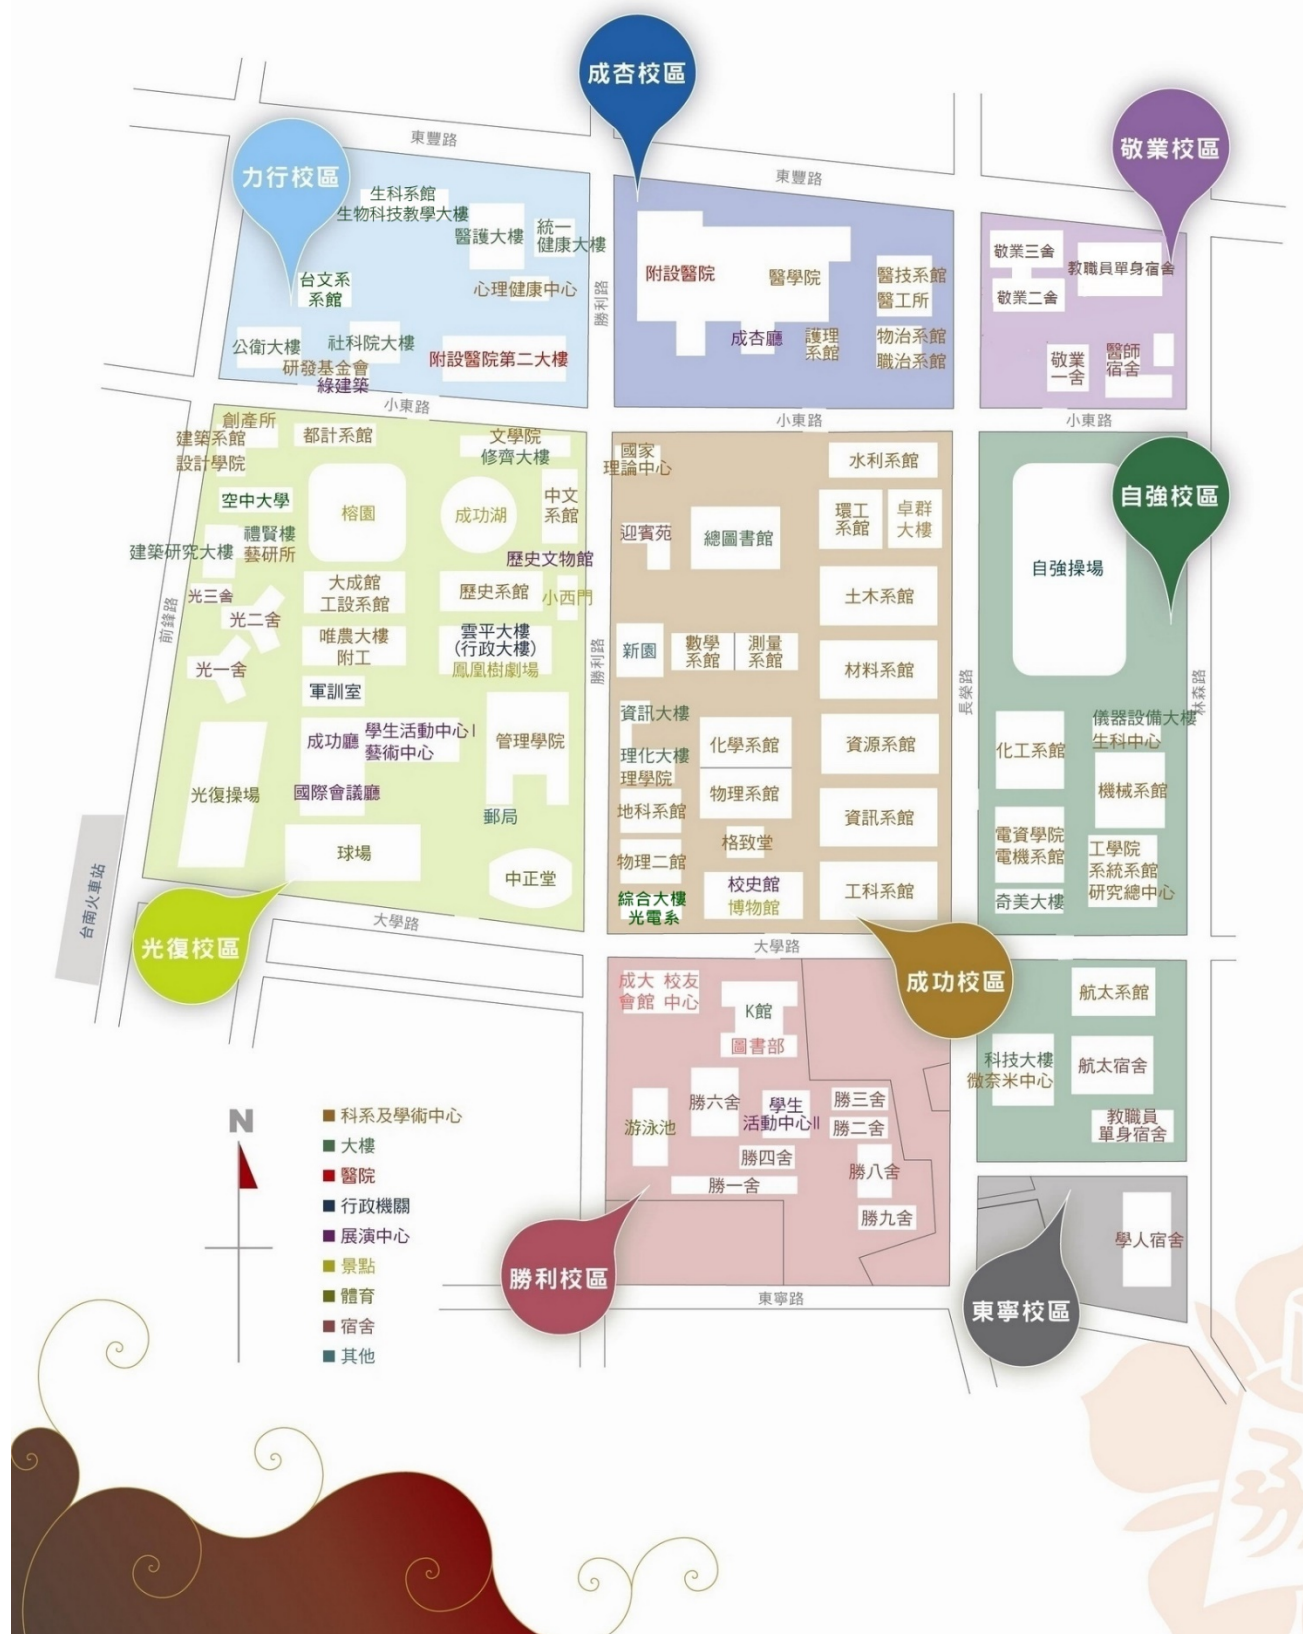 成杏校區
東豐路
力行校區
敬業校區
東豐路
生科系館
生物科技教學大樓
醫護大樓
統一
健康大樓
台文系
系館
心理健康中心
公衛大樓
社科院大樓
研發基金會
綠建築
附設醫院第二大樓
勝利路
附設醫院
醫學院
醫技系館
醫工所
成杏廳
護理
系館
物治系館
職治系館
敬業三舍
敬業二舍
教職員單身宿舍
敬業
一舍
醫師
宿舍
小東路
小東路
小東路
創產所
建築系館
設計學院
都計系館
文學院
修齊大樓
空中大學
榕園
成功湖
中文
系館
禮賢樓
藝研所
建築研究大樓
歷史文物館
光三舍
光二舍
光一舍
大成館
工設系館
歷史系館
小西門
唯農大樓
附工
雲平大樓
(行政大樓)
鳳凰樹劇場
軍訓室
前鋒路
勝利路
成功廳
學生活動中心I
藝術中心
管理學院
光復操場
國際會議廳
郵局
球場
中正堂
台南火車站
光復校區
大學路
國家
理論中心
水利系館
迎賓苑
總圖書館
環工
系館
卓群
大樓
土木系館
新園
數學
系館
測量
系館
材料系館
資訊大樓
理化大樓
理學院
化學系館
資源系館
地科系館
物理系館
資訊系館
物理二館
格致堂
綜合大樓
光電系
校史館
博物館
工科系館
長榮路
大學路
成功校區
自強校區
自強操場
林森路
儀器設備大樓
生科中心
化工系館
機械系館
電資學院
電機系館
工學院
系統系館
研究總中心
奇美大樓
航太系館
科技大樓
微奈米中心
航太宿舍
教職員
單身宿舍
成大
會館
校友
中心
K館
圖書部
游泳池
勝六舍
學生
活動中心II
勝三舍
勝二舍
勝四舍
勝八舍
勝一舍
勝九舍
勝利校區
東寧路
學人宿舍
東寧校區
N
科系及學術中心
大樓
醫院
行政機關
展演中心
景點
體育
宿舍
其他